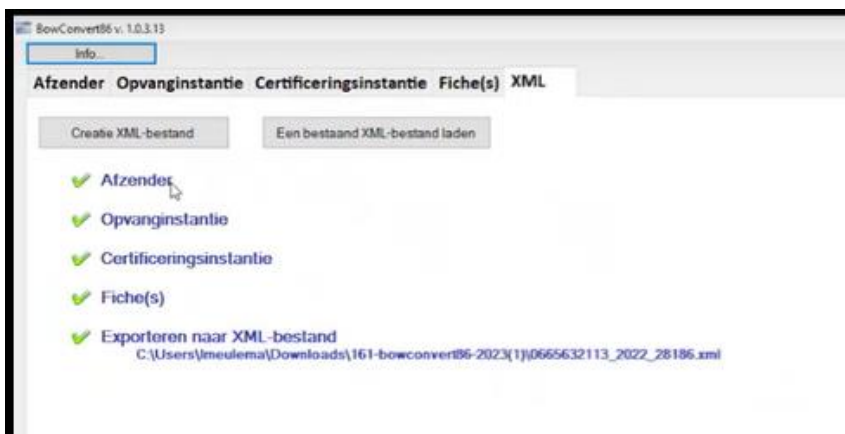 BowConvert86 v. 1.0.3.13
Info...
Afzender Opvanginstantie Certificeringsinstantie Fiche(s) XML
Creatie XML-bestand Een bestaand XML-bestand laden
Afzender
Opvanginstantie
Certificeringsinstantie
Fiche(s)
Exporteren naar XML-bestand
C:\Users\lmeulema\Downloads\161-bowconvert86-2023(1)\0665632113_2022_28186.xml